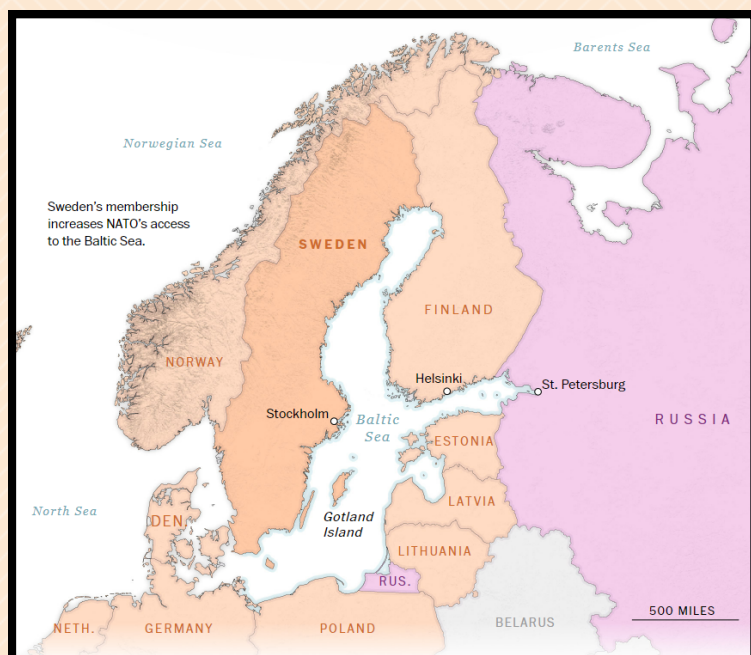 Barents Sea
Norwegian Sea
Sweden's membership
increases NATO's access
to the Baltic Sea.
SWEDEN
FINLAND
NORWAY
Helsinki
St. Petersburg
Stockholm
Baltic
Sea
RUSSIA
ESTONIA
LATVIA
North Sea
DEN.
Gotland
Island
LITHUANIA
RUS.
500 MILES
NETH.
GERMANY
POLAND
BELARUS